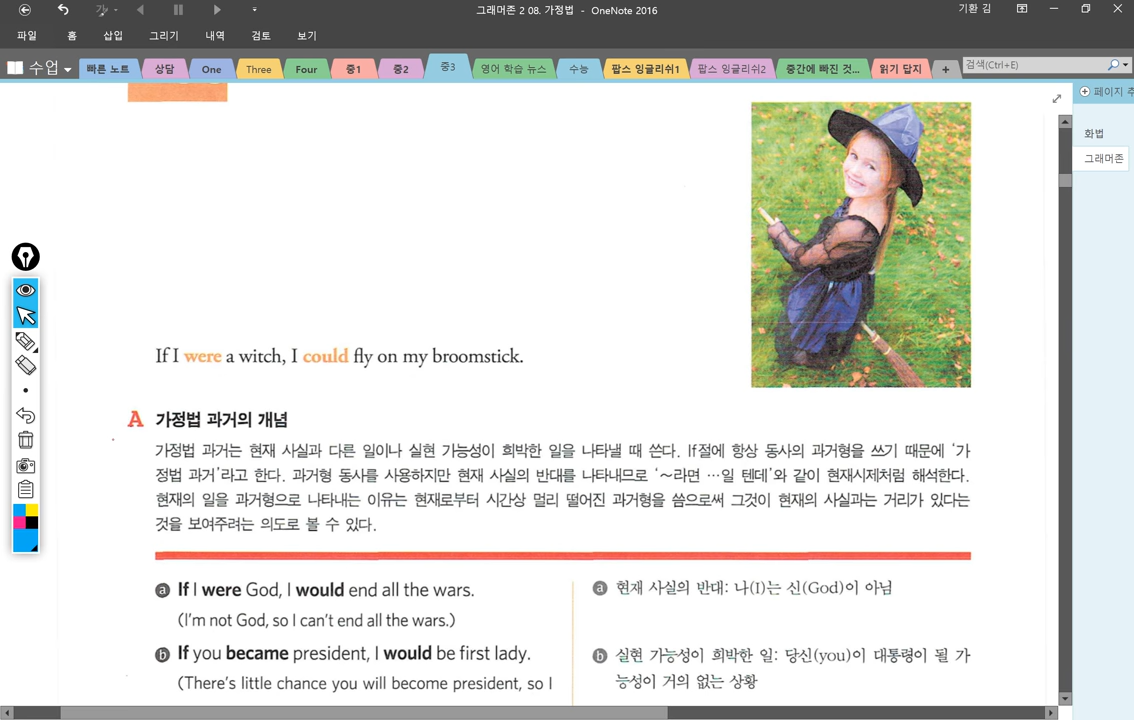 그래머존 2 08. 가정법 - OneNote 2016
기환 김
파일 홈 삽입 그리기 내역 검토 보기
수업 빠른 노트 상담 One Three Four 중1 중2 중3 영어 학습 뉴스 수능 팝스 잉글리쉬1 팝스 잉글리쉬2 중간에 빠진 것... 읽기 답지 + 검색(Ctrl+E)
페이지 추
화법
그래머존
If I were a witch, I could fly on my broomstick.
A 가정법 과거의 개념
가정법 과거는 현재 사실과 다른 일이나 실현 가능성이 희박한 일을 나타낼 때 쓴다. If절에 항상 동사의 과거형을 쓰기 때문에 ‘가
정법 과거’라고 한다. 과거형 동사를 사용하지만 현재 사실의 반대를 나타내므로 ‘~라면 …일 텐데’와 같이 현재시제처럼 해석한다.
현재의 일을 과거형으로 나타내는 이유는 현재로부터 시간상 멀리 떨어진 과거형을 씀으로써 그것이 현재의 사실과는 거리가 있다는
것을 보여주려는 의도로 볼 수 있다.
ⓐ If I were God, I would end all the wars.
(I’m not God, so I can’t end all the wars.)
ⓑ If you became president, I would be first lady.
(There’s little chance you will become president, so I
ⓐ 현재 사실의 반대: 나(I)는 신(God)이 아님
ⓑ 실현 가능성이 희박한 일: 당신(you)이 대통령이 될 가
능성이 거의 없는 상황